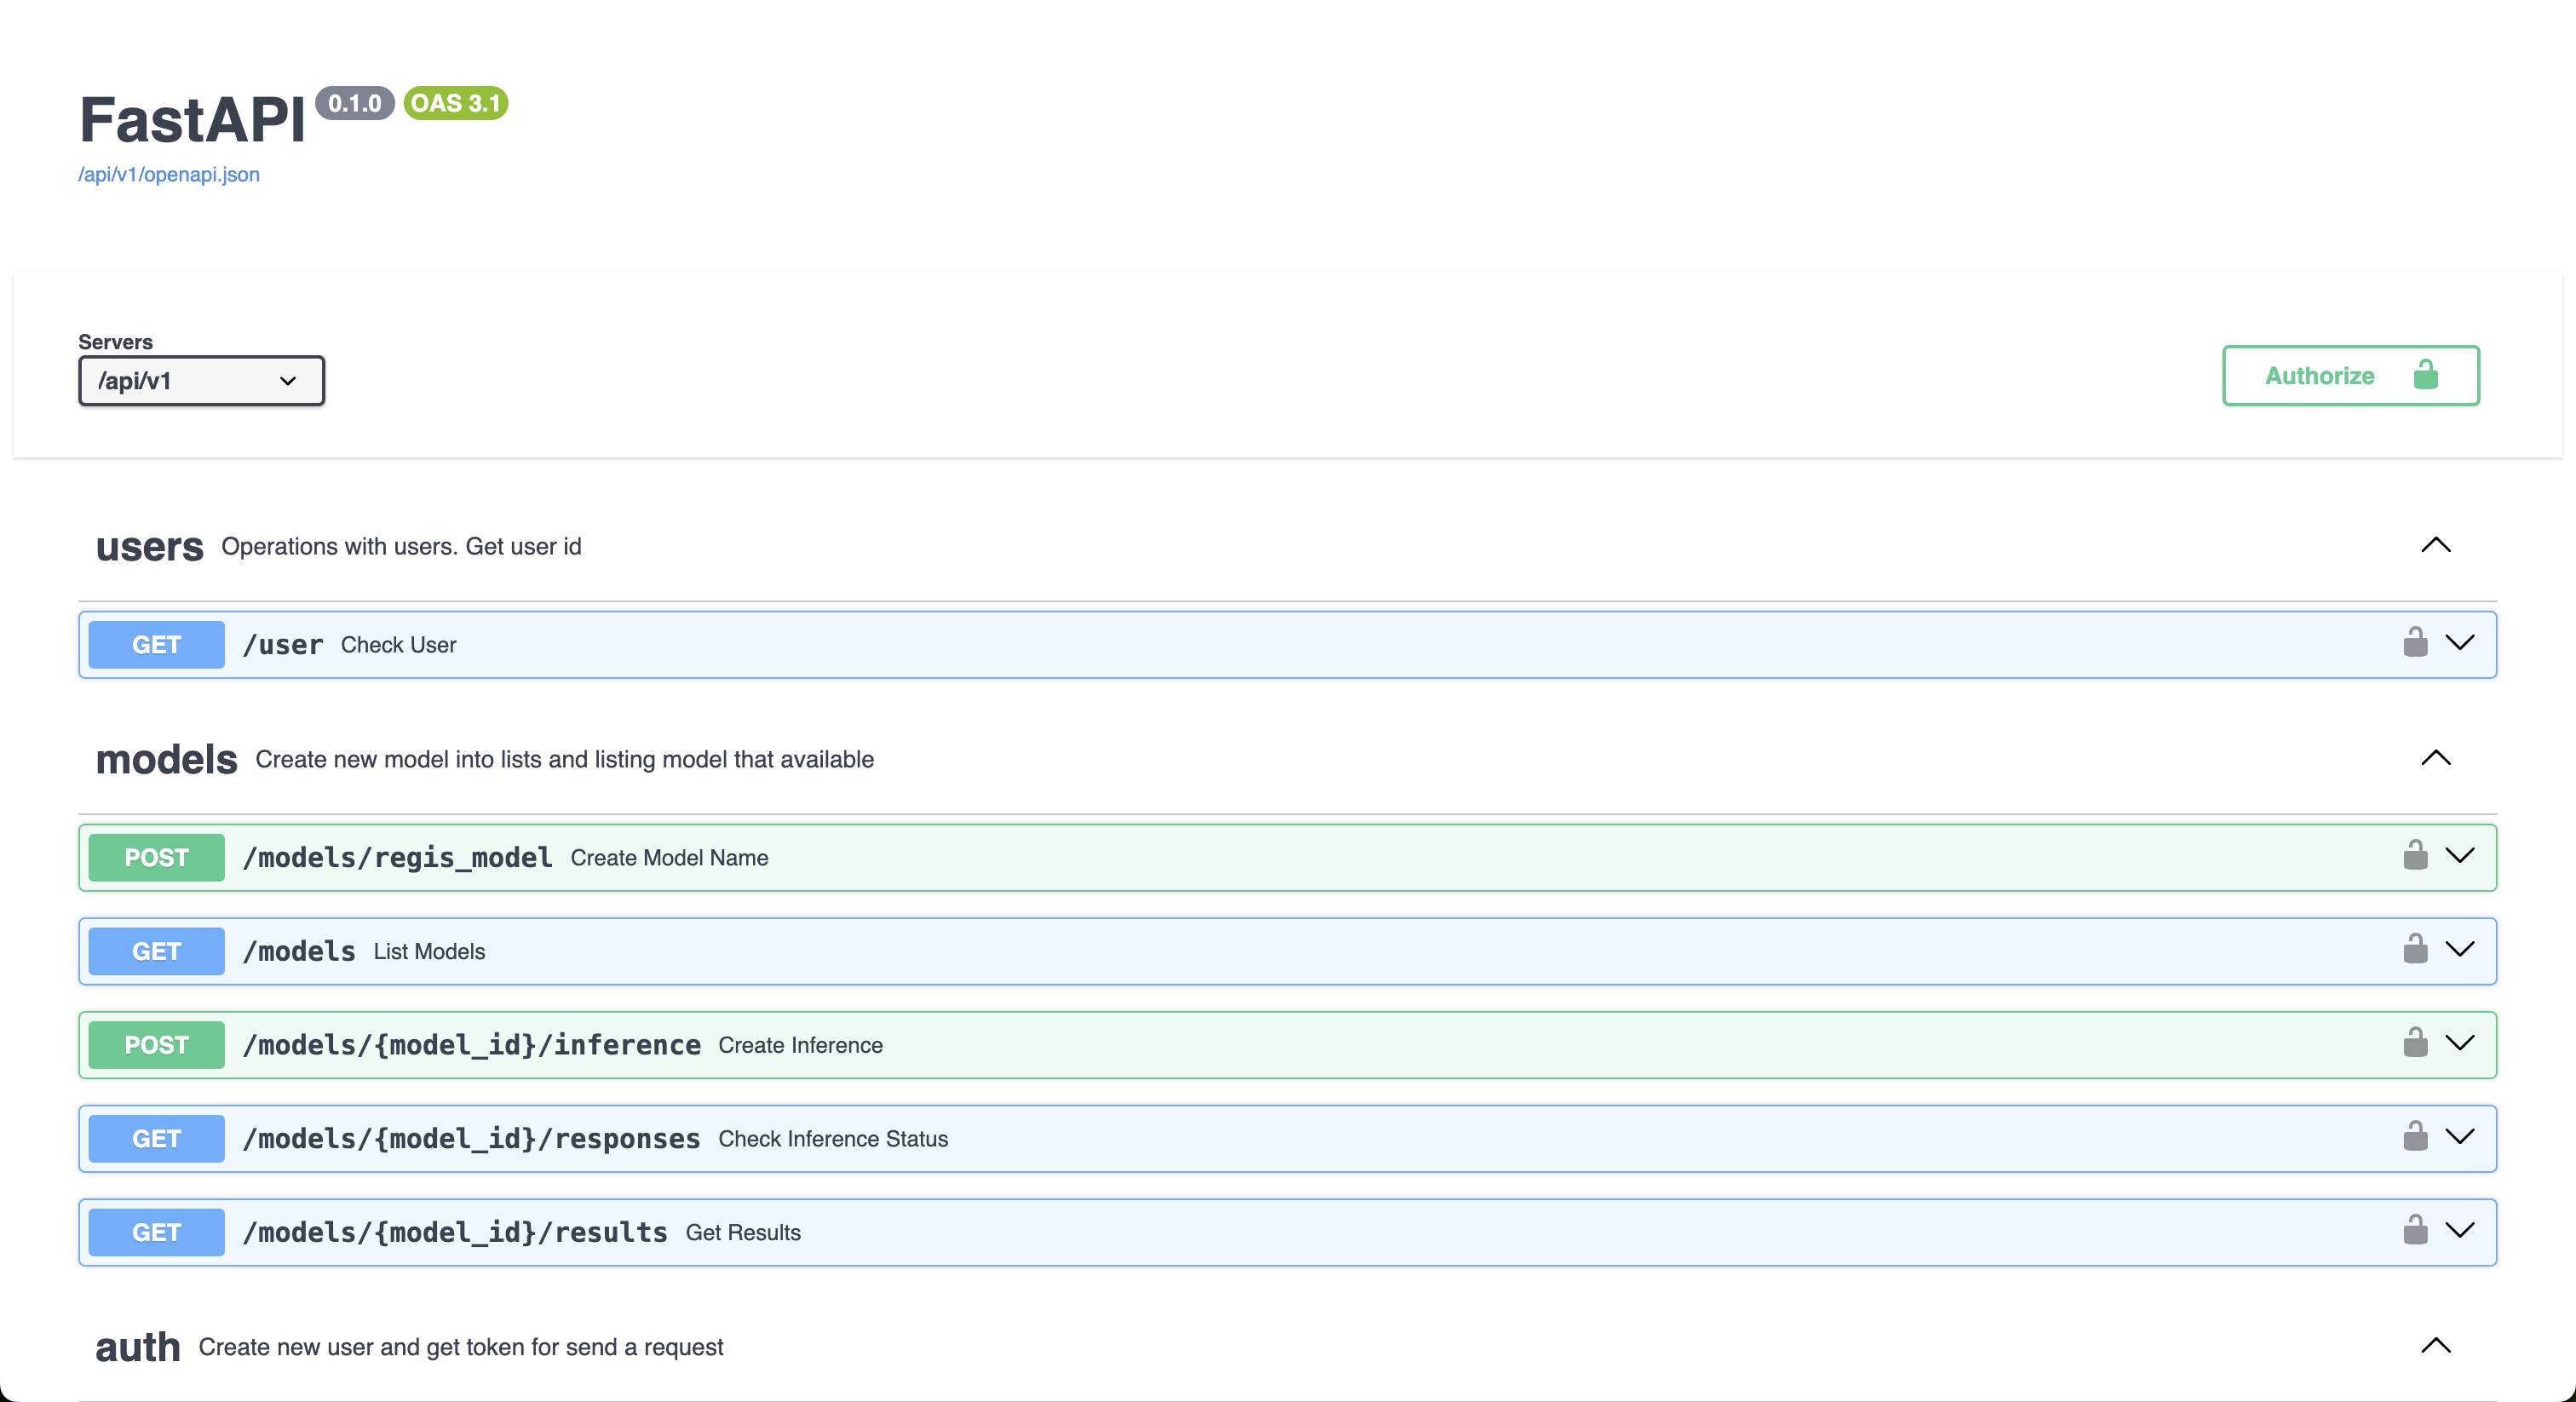 FastAPI 0.1.0 OAS 3.1
/api/v1/openapi.json
Servers
/api/v1
Authorize
users Operations with users. Get user id
GET /user Check User
models Create new model into lists and listing model that available
POST /models/regis_model Create Model Name
GET /models List Models
POST /models/{model_id}/inference Create Inference
GET /models/{model_id}/responses Check Inference Status
GET /models/{model_id}/results Get Results
auth Create new user and get token for send a request